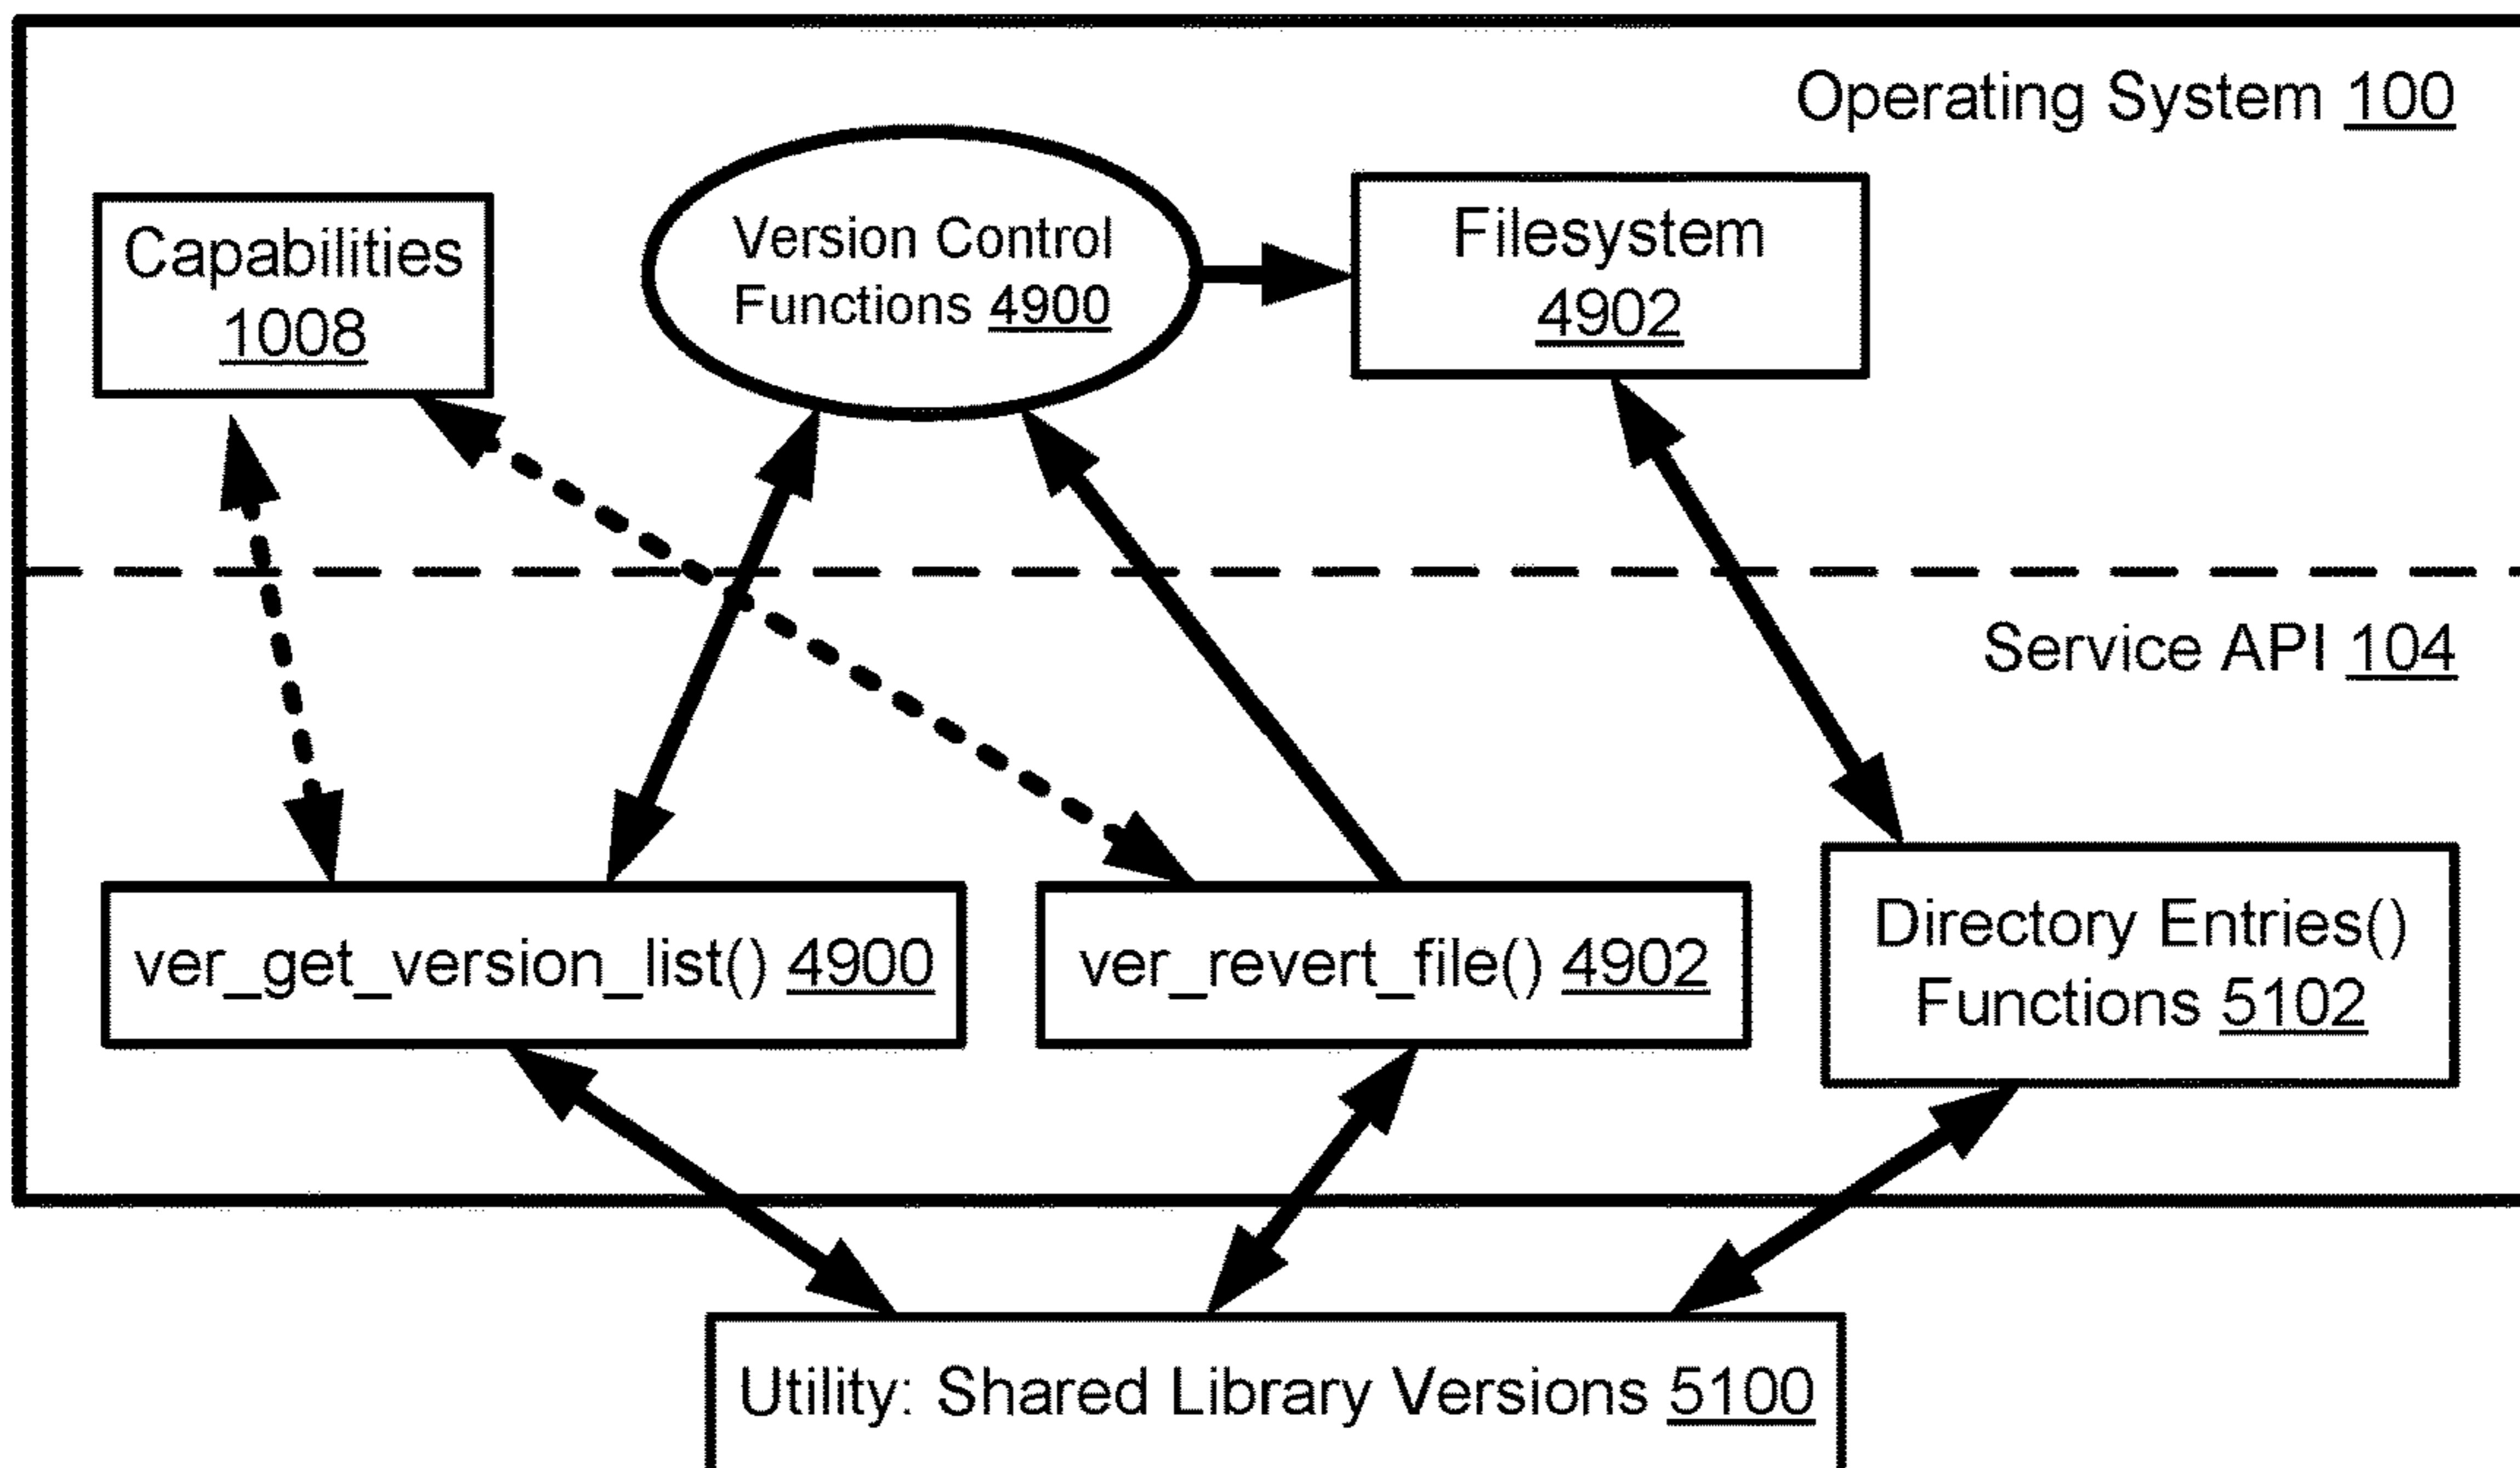 Operating System 100
Capabilities
1008
Version Control
Functions 4900
Filesystem
4902
Service API 104
ver_get_version_list() 4900
ver_revert_file() 4902
Directory Entries()
Functions 5102
Utility: Shared Library Versions 5100